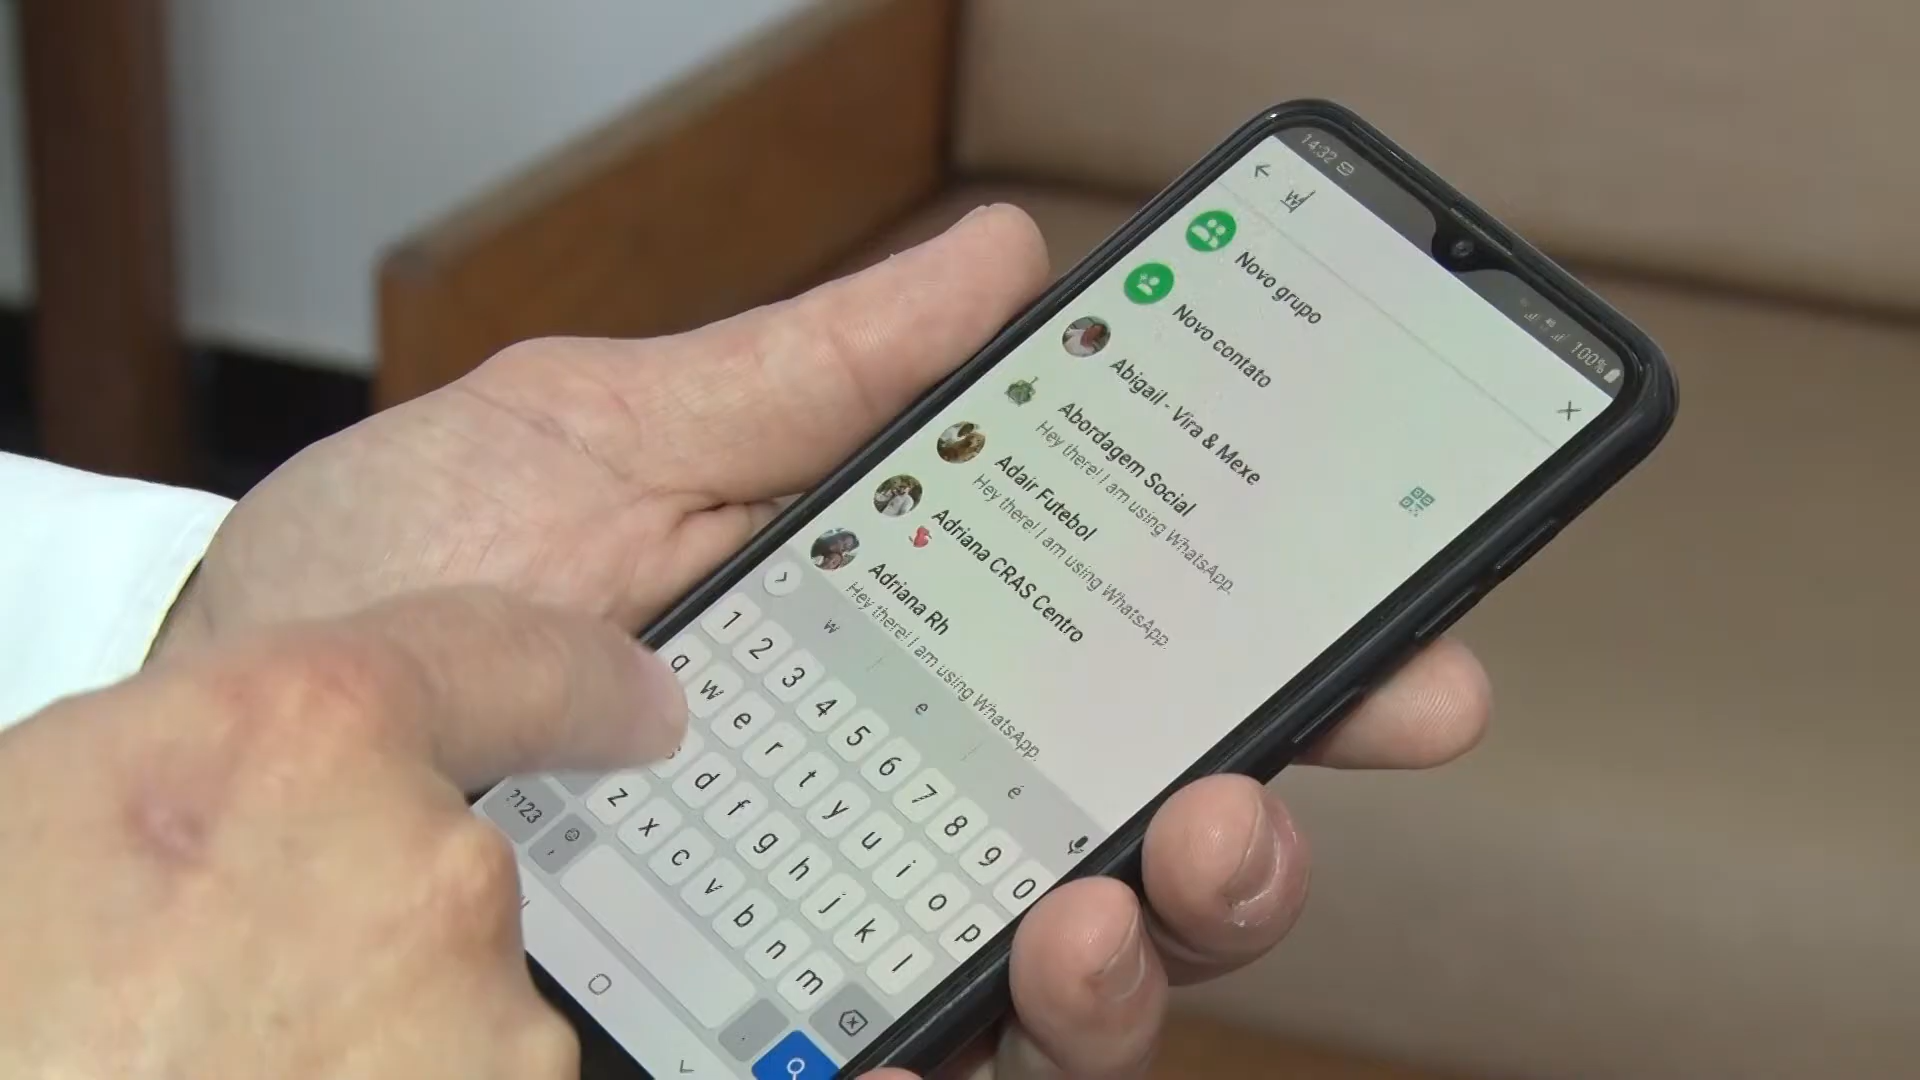 14:32
100%
w
Novo grupo
Novo contato
Abigail - Vira & Mexe
Abordagem Social
Hey there! I am using WhatsApp.
Adair Futebol
Hey there! I am using WhatsApp.
Adriana CRAS Centro
Adriana Rh
Hey there! I am using WhatsApp.
w e é
1 2 3 4 5 6 7 8 9 0
q w e r t y u i o p
s d f g h j k l
z x c v b n m
?123 , .